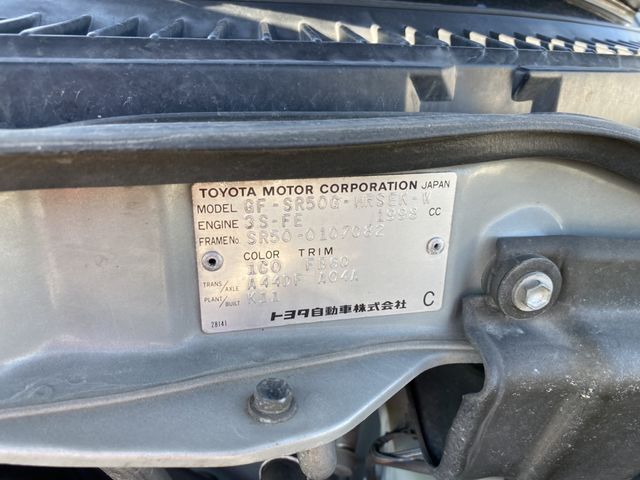 TOYOTA MOTOR CORPORATION JAPAN
MODEL GF-SR50G-WRSEK-W
ENGINE 3S-FE 1998 CC
FRAME No. SR50-0107082
COLOR TRIM
1C0 FB60
TRANS/AXLE A44DF A04A
PLANT/BUILT K11
トヨタ自動車株式会社 C
28141